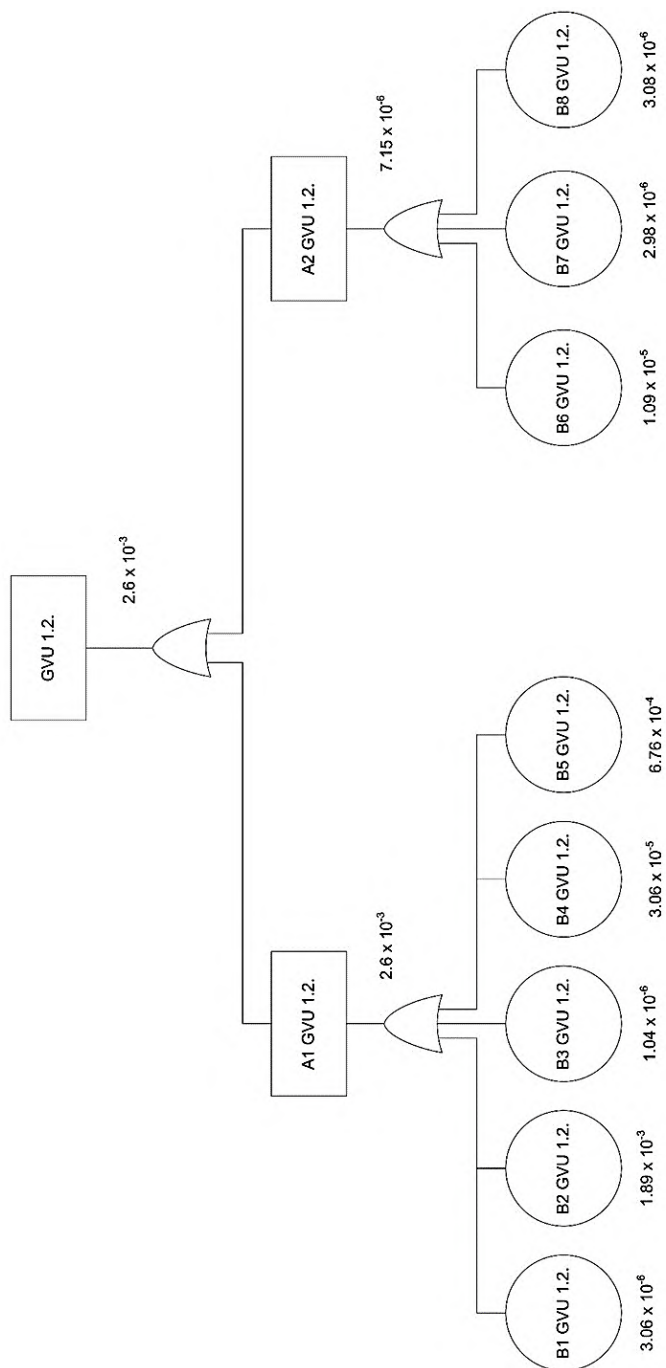 GVU 1.2.
2.6 x 10⁻³
A1 GVU 1.2.
2.6 x 10⁻³
A2 GVU 1.2.
7.15 x 10⁻⁶
B1 GVU 1.2.
B2 GVU 1.2.
B3 GVU 1.2.
B4 GVU 1.2.
B5 GVU 1.2.
B6 GVU 1.2.
B7 GVU 1.2.
B8 GVU 1.2.
3.06 x 10⁻⁶
1.89 x 10⁻³
1.04 x 10⁻⁶
3.06 x 10⁻⁵
6.76 x 10⁻⁴
1.09 x 10⁻⁵
2.98 x 10⁻⁶
3.08 x 10⁻⁶